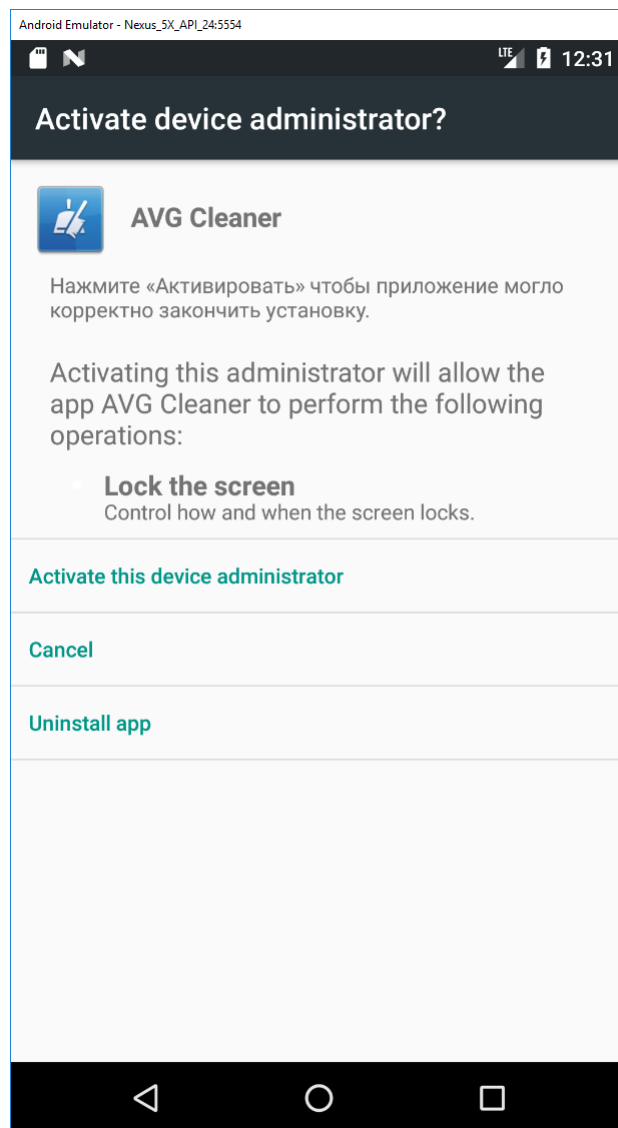 Android Emulator - Nexus_5X_API_24:5554
LTE 12:31
Activate device administrator?
AVG Cleaner
Нажмите «Активировать» чтобы приложение могло
корректно закончить установку.
Activating this administrator will allow the
app AVG Cleaner to perform the following
operations:
Lock the screen
Control how and when the screen locks.
Activate this device administrator
Cancel
Uninstall app